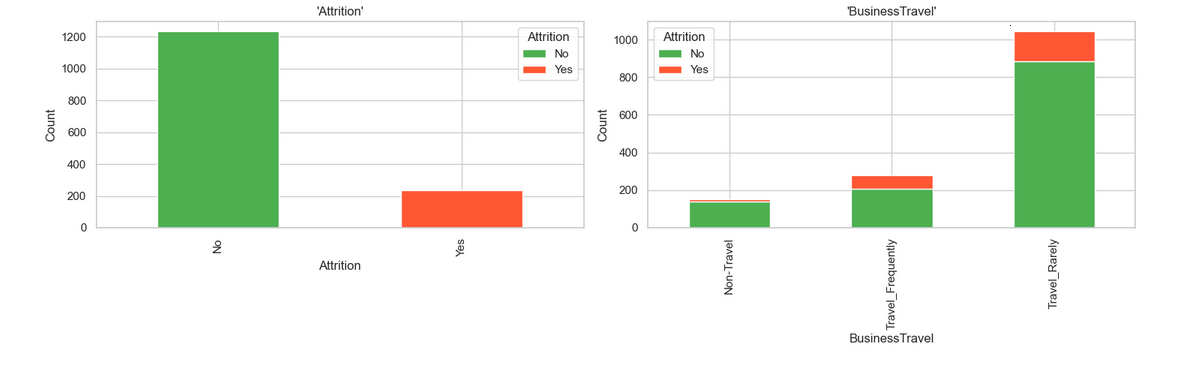 'Attrition'
Count
1200
1000
800
600
400
200
0
Attrition
No
Yes
No
Yes
Attrition
'BusinessTravel'
Count
1000
800
600
400
200
0
Attrition
No
Yes
Non-Travel
Travel_Frequently
Travel_Rarely
BusinessTravel